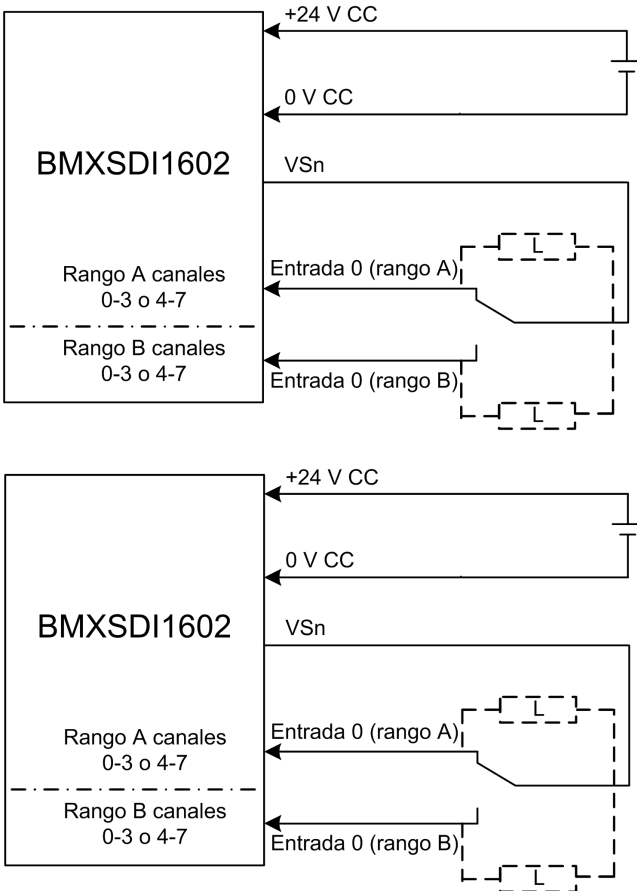 +24 V CC
0 V CC
BMXSDI1602
VSn
L
Rango A canales
0-3 o 4-7
Entrada 0 (rango A)
Rango B canales
0-3 o 4-7
Entrada 0 (rango B)
L
+24 V CC
0 V CC
BMXSDI1602
VSn
L
Rango A canales
0-3 o 4-7
Entrada 0 (rango A)
Rango B canales
0-3 o 4-7
Entrada 0 (rango B)
L